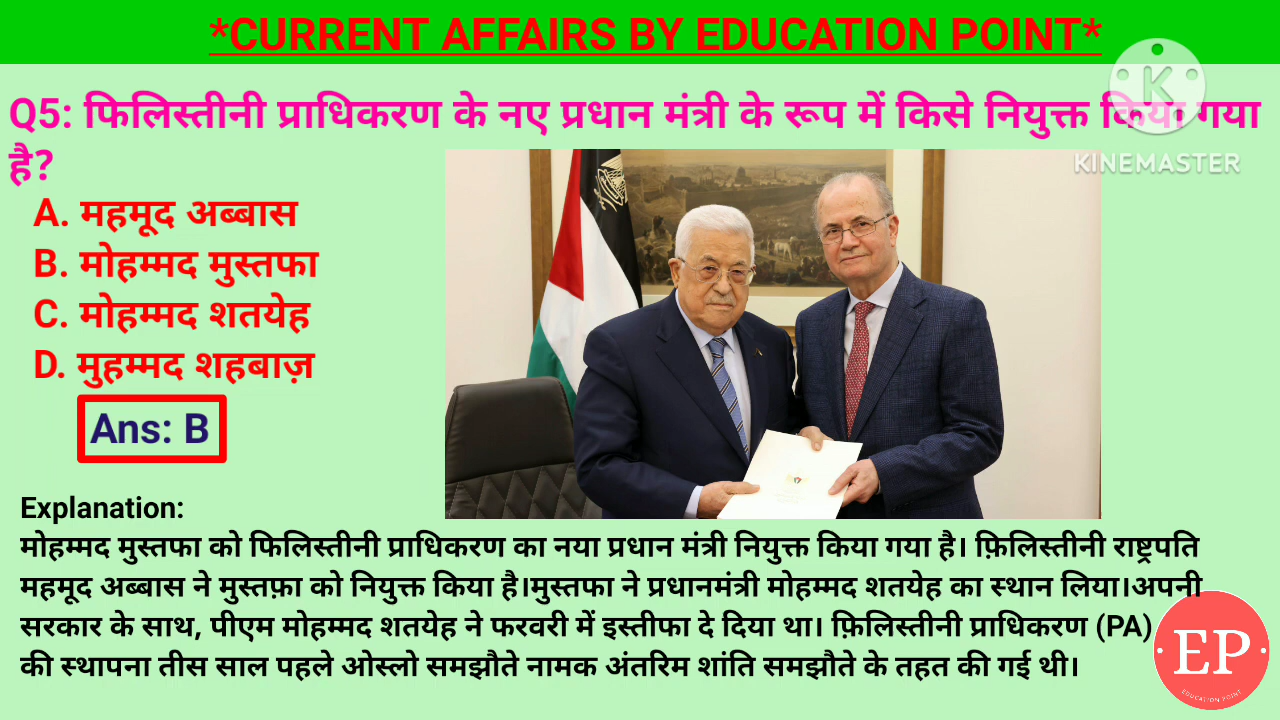 *CURRENT AFFAIRS BY EDUCATION POINT*
Q5: फिलिस्तीनी प्राधिकरण के नए प्रधान मंत्री के रूप में किसे नियुक्त किया गया
है?
K
KINEMASTER
A. महमूद अब्बास
B. मोहम्मद मुस्तफा
C. मोहम्मद शतयेह
D. मुहम्मद शहबाज़
Ans: B
Explanation:
मोहम्मद मुस्तफा को फिलिस्तीनी प्राधिकरण का नया प्रधान मंत्री नियुक्त किया गया है। फ़िलिस्तीनी राष्ट्रपति
महमूद अब्बास ने मुस्तफ़ा को नियुक्त किया है।मुस्तफा ने प्रधानमंत्री मोहम्मद शतयेह का स्थान लिया।अपनी
सरकार के साथ, पीएम मोहम्मद शतयेह ने फरवरी में इस्तीफा दे दिया था। फ़िलिस्तीनी प्राधिकरण (PA)
की स्थापना तीस साल पहले ओस्लो समझौते नामक अंतरिम शांति समझौते के तहत की गई थी।
EP
EDUCATION POINT